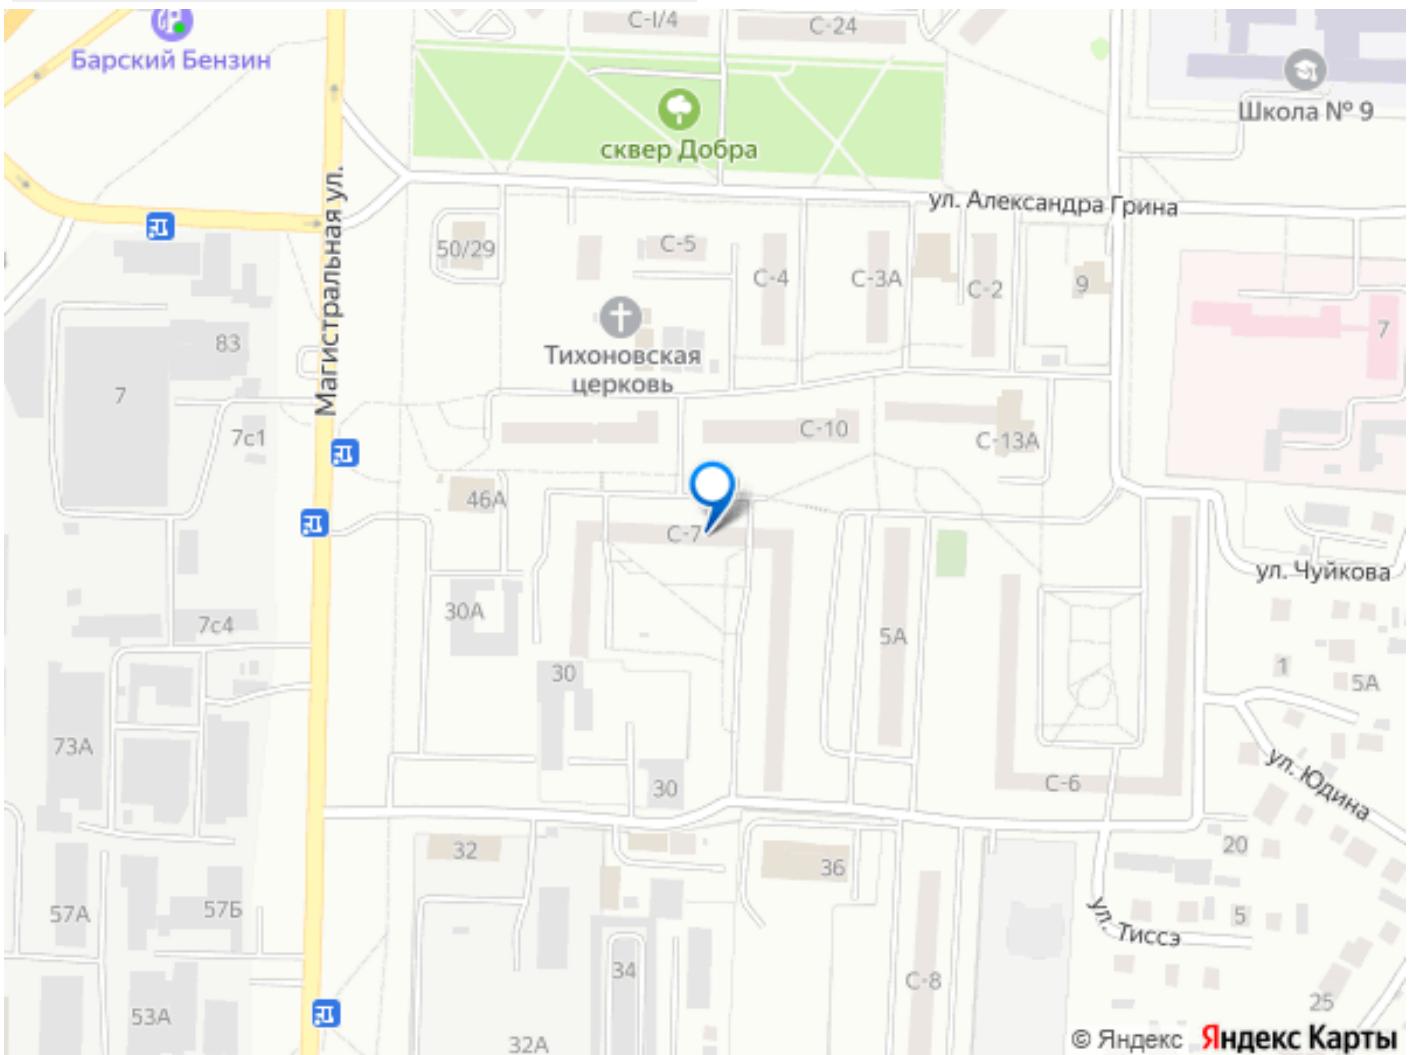 С-1/4
С-24
Барский Бензин
Школа № 9
сквер Добра
ул. Александра Грина
Магистральная ул.
50/29
С-5
С-4
С-3А
С-2
9
7
83
Тихоновская
церковь
7
7с1
С-10
С-13А
46А
С-7
ул. Чуйкова
30А
7с4
5А
1
5А
30
73А
30
С-6
ул. Юдина
32
20
36
57А
57Б
5
ул. Тиссэ
34
С-8
53А
25
32А
© Яндекс Яндекс Карты